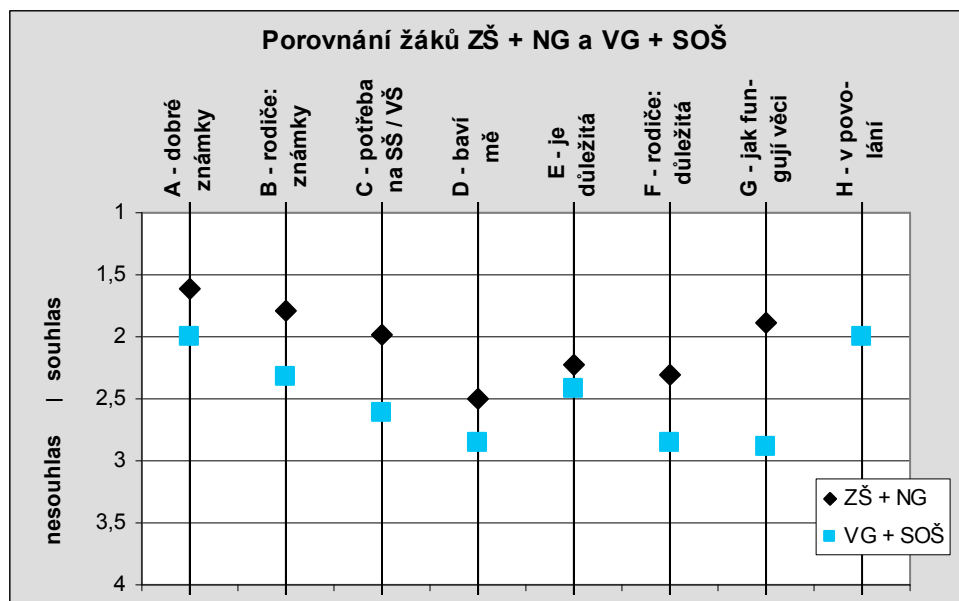 Porovnání žáků ZŠ + NG a VG + SOŠ
A - dobré
známky
B - rodiče:
známky
C - potřeba
na SŠ / VŠ
D - baví
mě
E - je
důležitá
F - rodiče:
důležitá
G - jak fun-
gují věci
H - v povo-
lání
1
1,5
2
2,5
3
3,5
4
nesouhlas | souhlas
ZŠ + NG
VG + SOŠ